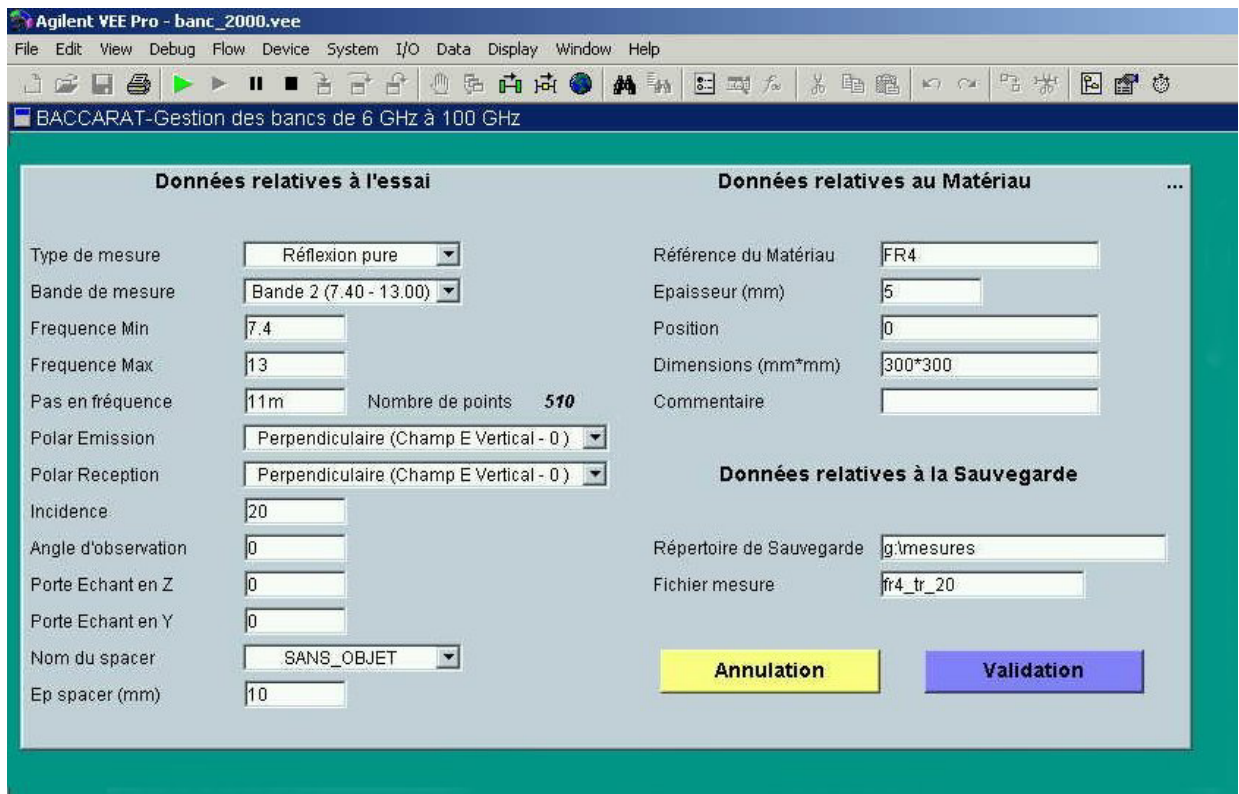 Agilent VEE Pro - banc_2000.vee
File Edit View Debug Flow Device System I/O Data Display Window Help
BACCARAT-Gestion des bancs de 6 GHz à 100 GHz
Données relatives à l'essai
Type de mesure Réflexion pure
Bande de mesure Bande 2 (7.40 - 13.00)
Frequence Min 7.4
Frequence Max 13
Pas en fréquence 11m Nombre de points 510
Polar Emission Perpendiculaire (Champ E Vertical - 0 )
Polar Reception Perpendiculaire (Champ E Vertical - 0 )
Incidence 20
Angle d'observation 0
Porte Echant en Z 0
Porte Echant en Y 0
Nom du spacer SANS_OBJET
Ep spacer (mm) 10
Données relatives au Matériau ...
Référence du Matériau FR4
Epaisseur (mm) 5
Position 0
Dimensions (mm*mm) 300*300
Commentaire
Données relatives à la Sauvegarde
Répertoire de Sauvegarde g:\mesures
Fichier mesure fr4_tr_20
Annulation Validation